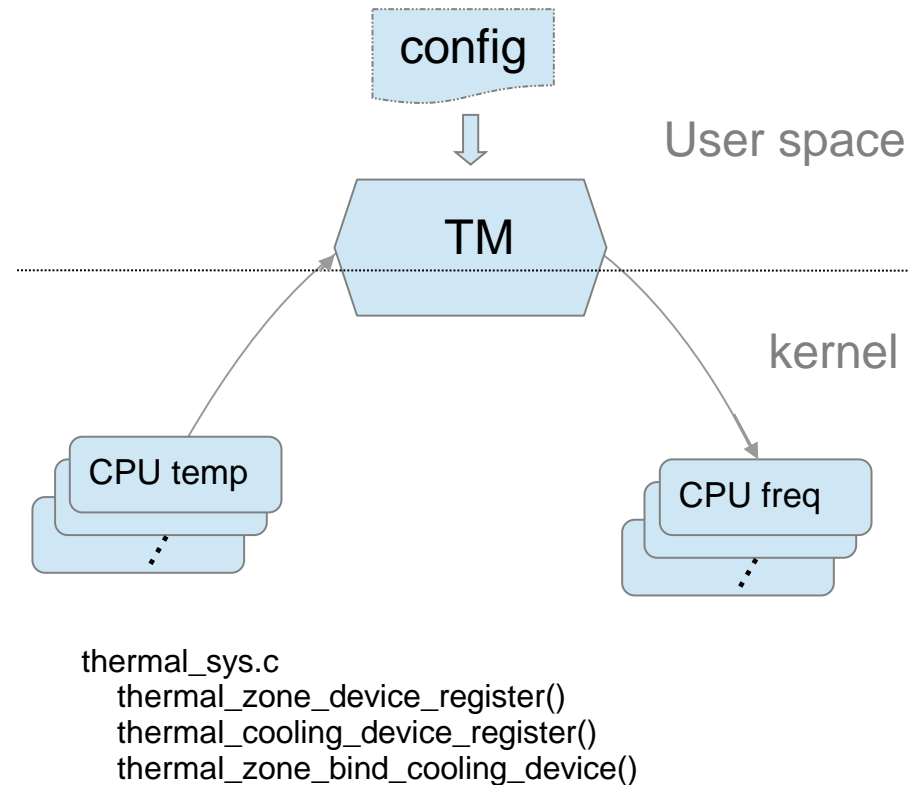 config
User space
TM
kernel
CPU temp
CPU freq
thermal_sys.c
thermal_zone_device_register()
thermal_cooling_device_register()
thermal_zone_bind_cooling_device()